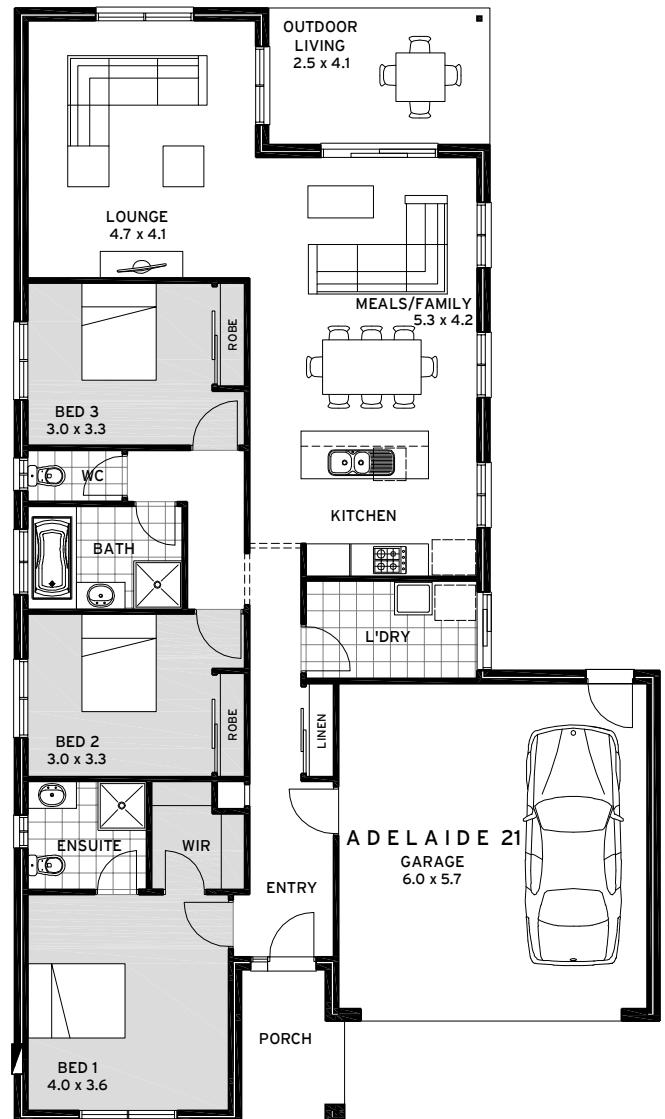 OUTDOOR
LIVING
2.5 x 4.1
LOUNGE
4.7 x 4.1
MEALS/FAMILY
5.3 x 4.2
ROBE
BED 3
3.0 x 3.3
WC
KITCHEN
BATH
L'DRY
ROBE
LINEN
BED 2
3.0 x 3.3
ADELAIDE 21
GARAGE
6.0 x 5.7
ENSUITE
WIR
ENTRY
PORCH
BED 1
4.0 x 3.6